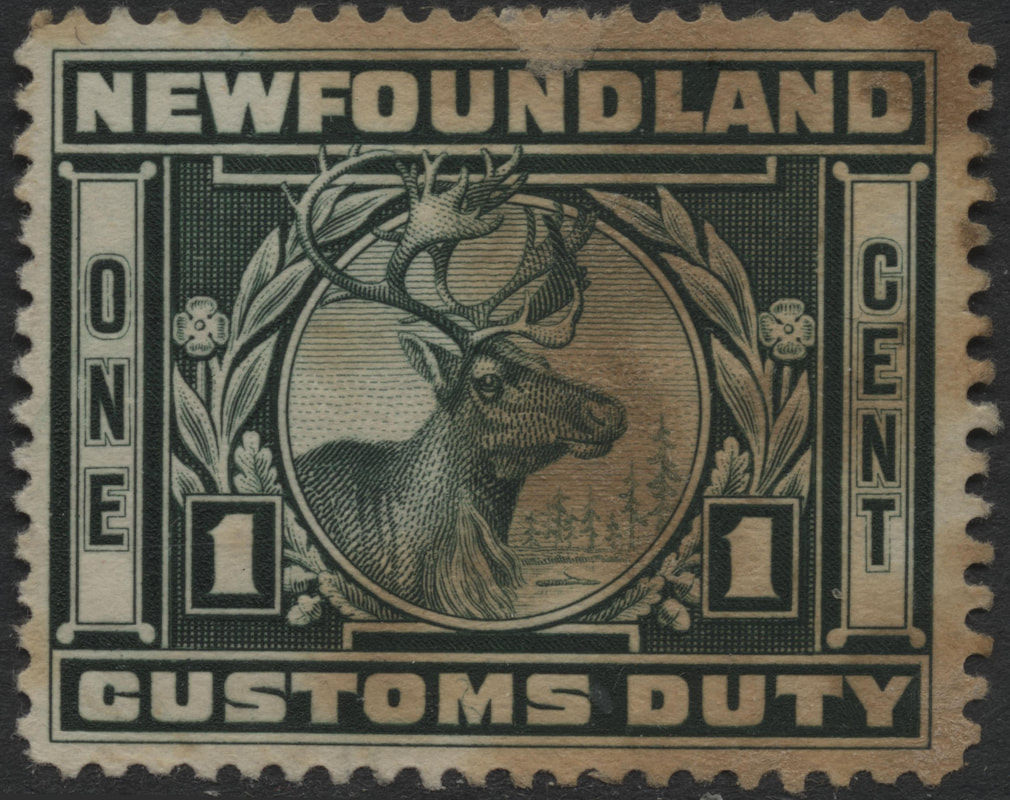 NEWFOUNDLAND
ONE
CENT
1
1
CUSTOMS DUTY